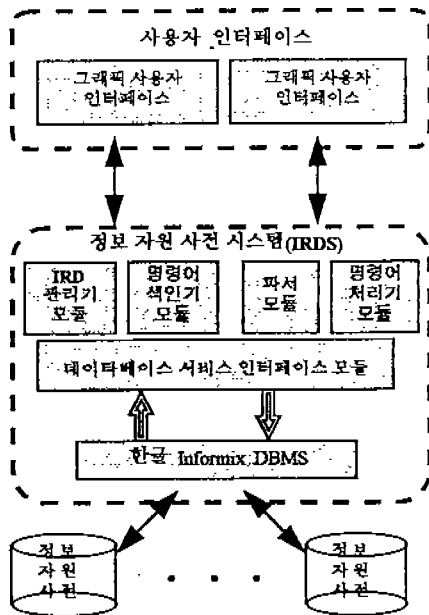 사용자 인터페이스
그래픽 사용자
인터페이스
그래픽 사용자
인터페이스
정보 자원 사전 시스템(IRDS)
IRD
관리기
모듈
명령어
색인기
모듈
파서
모듈
명령어
처리기
모듈
데이타베이스 서비스 인터페이스 모듈
한글 Informix DBMS
정보
자원
사전
. . .
정보
자원
사전